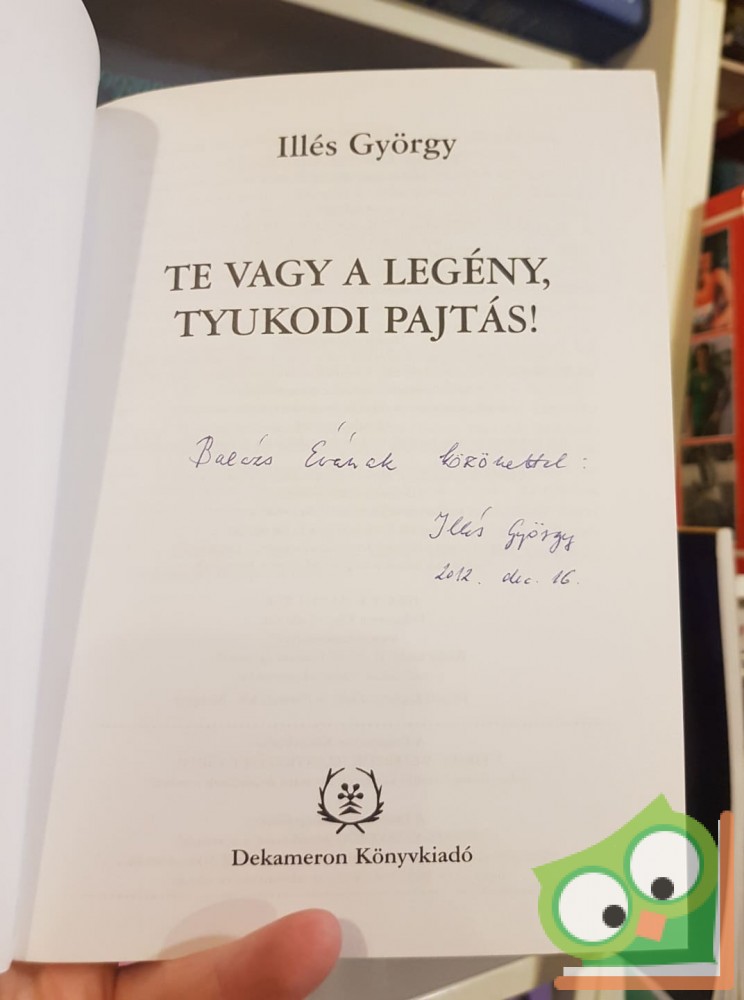 Illés György
TE VAGY A LEGÉNY,
TYUKODI PAJTÁS!
Balázs Évának köszönettel:
Illés György
2012. dec. 16.
Dekameron Könyvkiadó